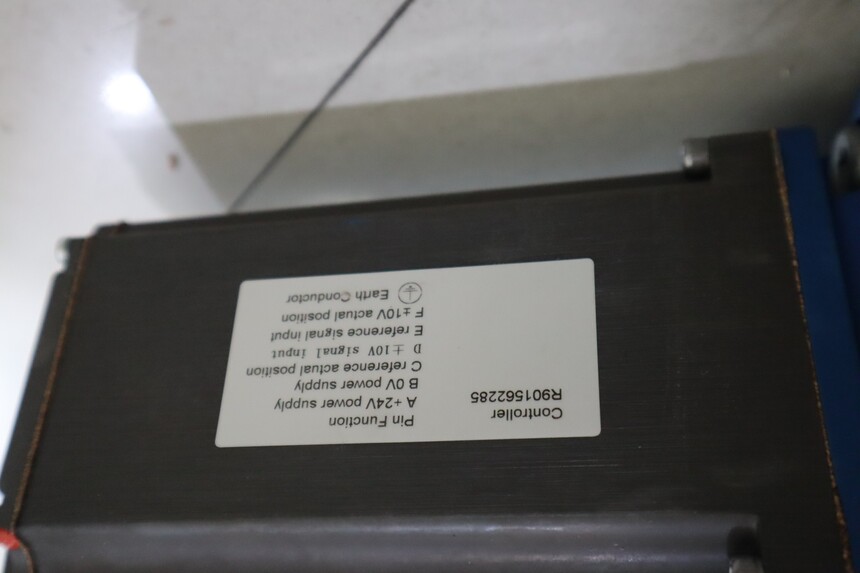 Controller
R901562285
Pin Function
A +24V power supply
B 0V power supply
C reference actual position
D ±10V signal input
E reference signal input
F ±10V actual position
Earth Conductor